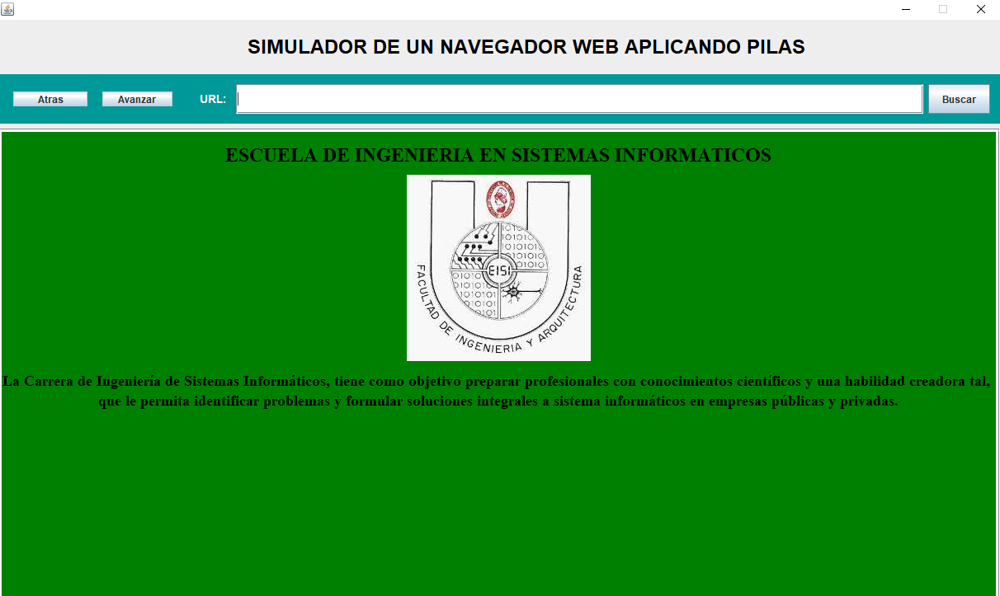 SIMULADOR DE UN NAVEGADOR WEB APLICANDO PILAS
Atras
Avanzar
URL:
Buscar
ESCUELA DE INGENIERIA EN SISTEMAS INFORMATICOS
EISI
FACULTAD DE INGENIERIA Y ARQUITECTURA
La Carrera de Ingeniería de Sistemas Informáticos, tiene como objetivo preparar profesionales con conocimientos científicos y una habilidad creadora tal,
que le permita identificar problemas y formular soluciones integrales a sistema informáticos en empresas públicas y privadas.